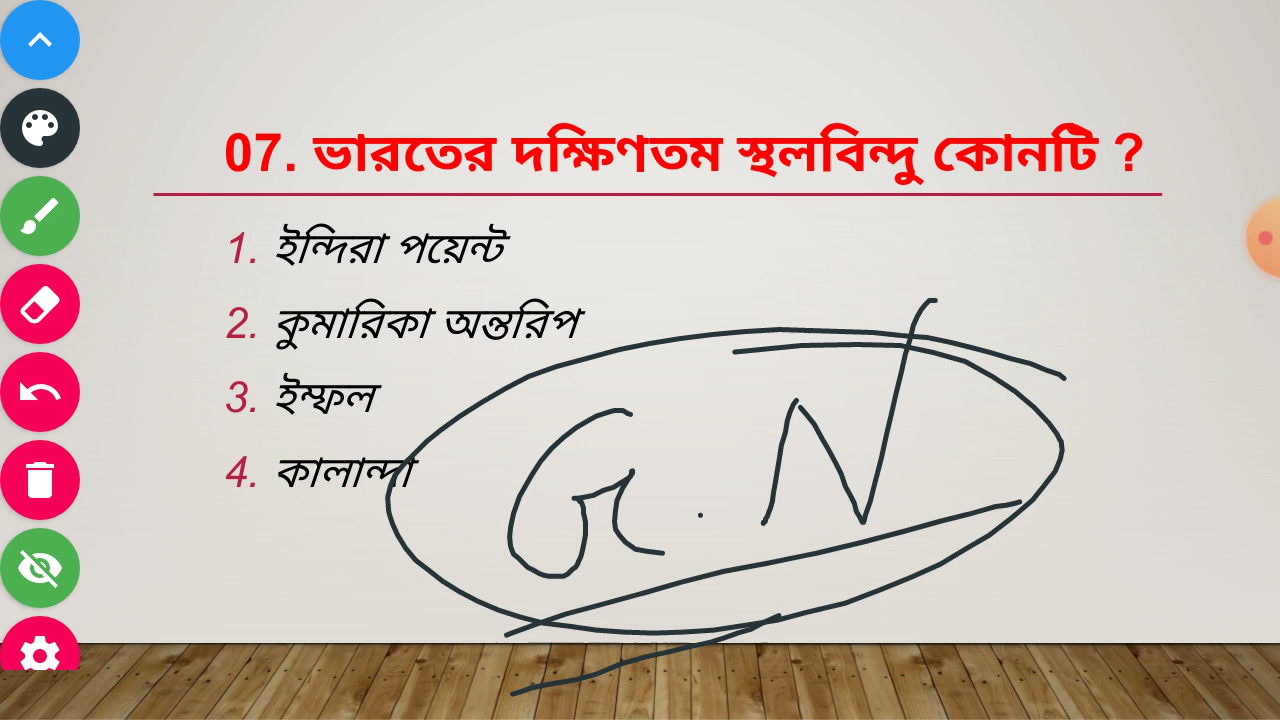 07. ভারতের দক্ষিণতম স্থলবিন্দু কোনটি ?
1. ইন্দিরা পয়েন্ট
2. কুমারিকা অন্তরিপ
3. ইম্ফল
4. কালান্দা
G. N